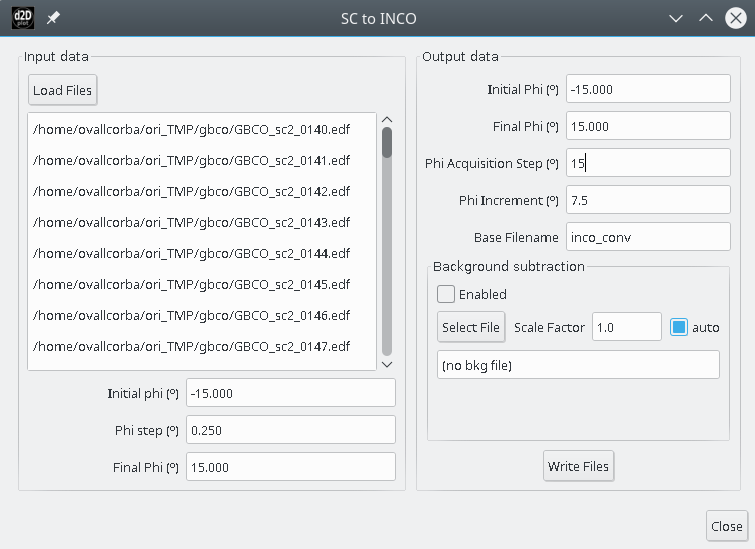 d2D
plot
SC to INCO
Input data
Load Files
/home/ovallcorba/ori_TMP/gbco/GBCO_sc2_0140.edf
/home/ovallcorba/ori_TMP/gbco/GBCO_sc2_0141.edf
/home/ovallcorba/ori_TMP/gbco/GBCO_sc2_0142.edf
/home/ovallcorba/ori_TMP/gbco/GBCO_sc2_0143.edf
/home/ovallcorba/ori_TMP/gbco/GBCO_sc2_0144.edf
/home/ovallcorba/ori_TMP/gbco/GBCO_sc2_0145.edf
/home/ovallcorba/ori_TMP/gbco/GBCO_sc2_0146.edf
/home/ovallcorba/ori_TMP/gbco/GBCO_sc2_0147.edf
Initial phi (º) -15.000
Phi step (º) 0.250
Final Phi (º) 15.000
Output data
Initial Phi (º) -15.000
Final Phi (º) 15.000
Phi Acquisition Step (º) 15
Phi Increment (º) 7.5
Base Filename inco_conv
Background subtraction
Enabled
Select File Scale Factor 1.0 auto
(no bkg file)
Write Files
Close